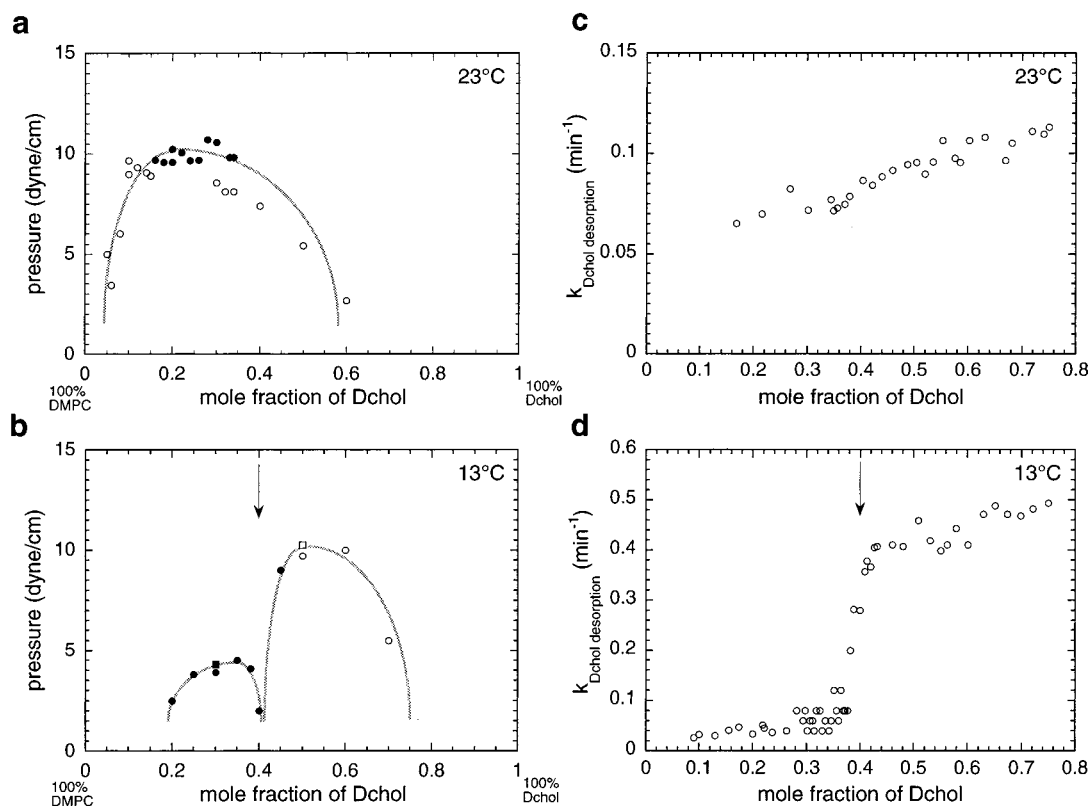 a
15
10
5
0
pressure (dyne/cm)
23°C
0
0.2
0.4
0.6
0.8
1
100%
DMPC
mole fraction of Dchol
100%
Dchol
c
0.15
0.1
0.05
0
k Dchol desorption (min⁻¹)
23°C
0
0.1
0.2
0.3
0.4
0.5
0.6
0.7
0.8
mole fraction of Dchol
b
15
10
5
0
pressure (dyne/cm)
13°C
0
0.2
0.4
0.6
0.8
1
100%
DMPC
mole fraction of Dchol
100%
Dchol
d
0.6
0.5
0.4
0.3
0.2
0.1
0
k Dchol desorption (min⁻¹)
13°C
0
0.1
0.2
0.3
0.4
0.5
0.6
0.7
0.8
mole fraction of Dchol